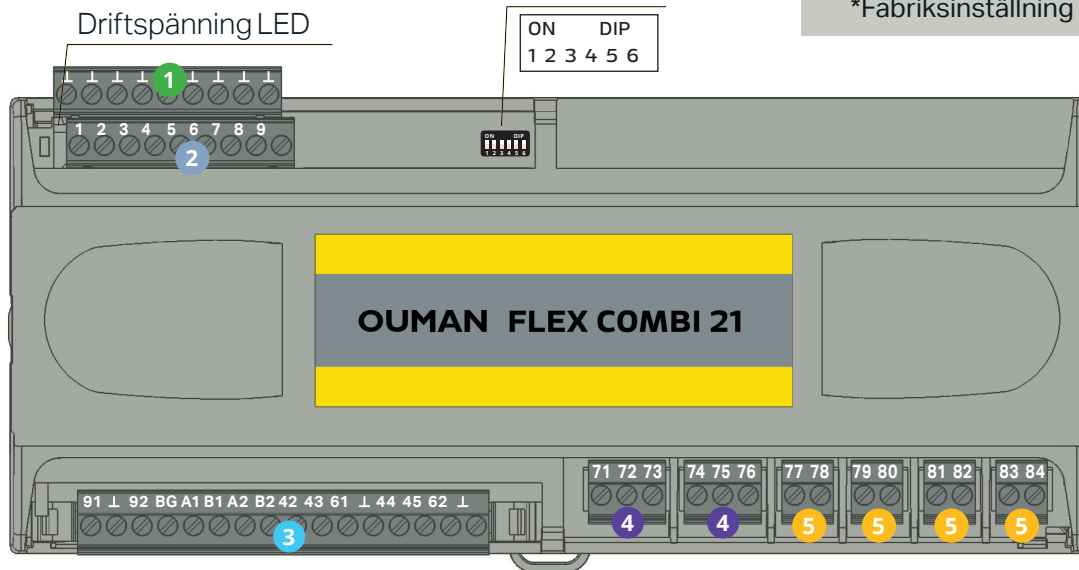 *Fabriksinställning
Driftspänning LED
ON DIP
1 2 3 4 5 6
⊥ ⊥ ⊥ ⊥ 1 ⊥ ⊥ ⊥ ⊥
1 2 3 4 5 6 7 8 9
2
ON DIP
1 2 3 4 5 6
OUMAN FLEX COMBI 21
71 72 73 74 75 76 77 78 79 80 81 82 83 84
4 4 5 5 5 5
91 ⊥ 92 BG A1 B1 A2 B2 42 43 61 ⊥ 44 45 62 ⊥
3